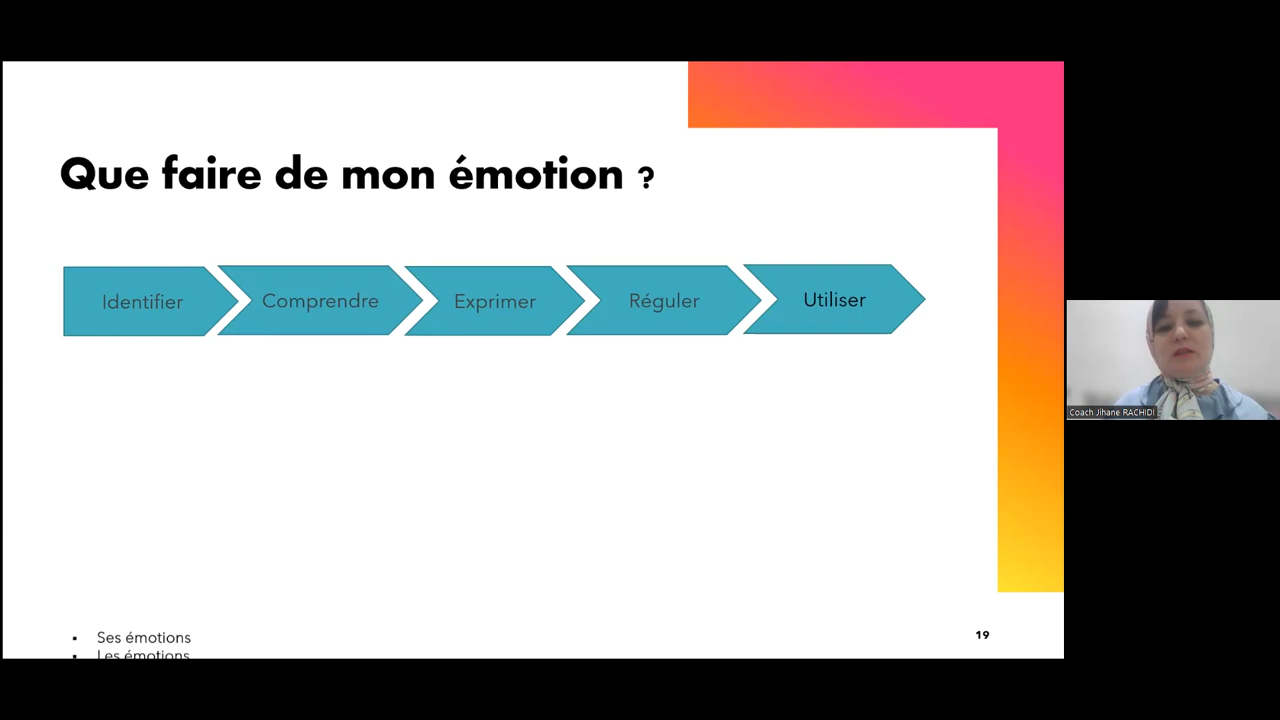 Que faire de mon émotion ?
Identifier
Comprendre
Exprimer
Réguler
Utiliser
Coach Jihane RACHIDI
▪ Ses émotions
▪ Les émotions
19